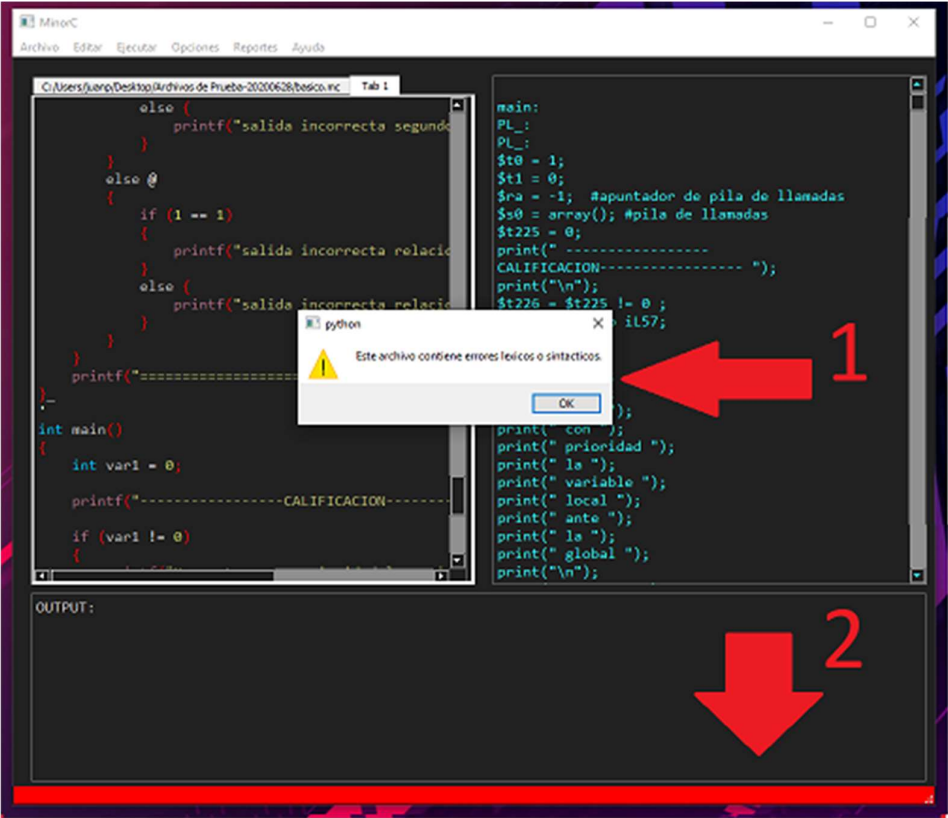 MinorC
Archivo Editar Ejecutar Opciones Reportes Ayuda
C:/Users/juanp/Desktop/Archivos de Prueba-20200628/basico.mc Tab 1
else {
printf("salida incorrecta segundo
}
}
else @
{
if (1 == 1)
{
printf("salida incorrecta relacio
}
else {
printf("salida incorrecta relacio
}
}
}
printf("======================
}_
int main()
{
int var1 = 0;
printf("-----------------CALIFICACION--------
if (var1 != 0)
{
main:
PL_:
PL_:
$t0 = 1;
$t1 = 0;
$ra = -1; #apuntador de pila de llamadas
$s0 = array(); #pila de llamadas
$t225 = 0;
print(" -----------------
CALIFICACION----------------- ");
print("\n");
$t226 = $t225 != 0 ;
iL57;
");
print(" con ");
print(" prioridad ");
print(" la ");
print(" variable ");
print(" local ");
print(" ante ");
print(" la ");
print(" global ");
print("\n");
python
Este archivo contiene errores lexicos o sintacticos.
OK
1
OUTPUT:
2